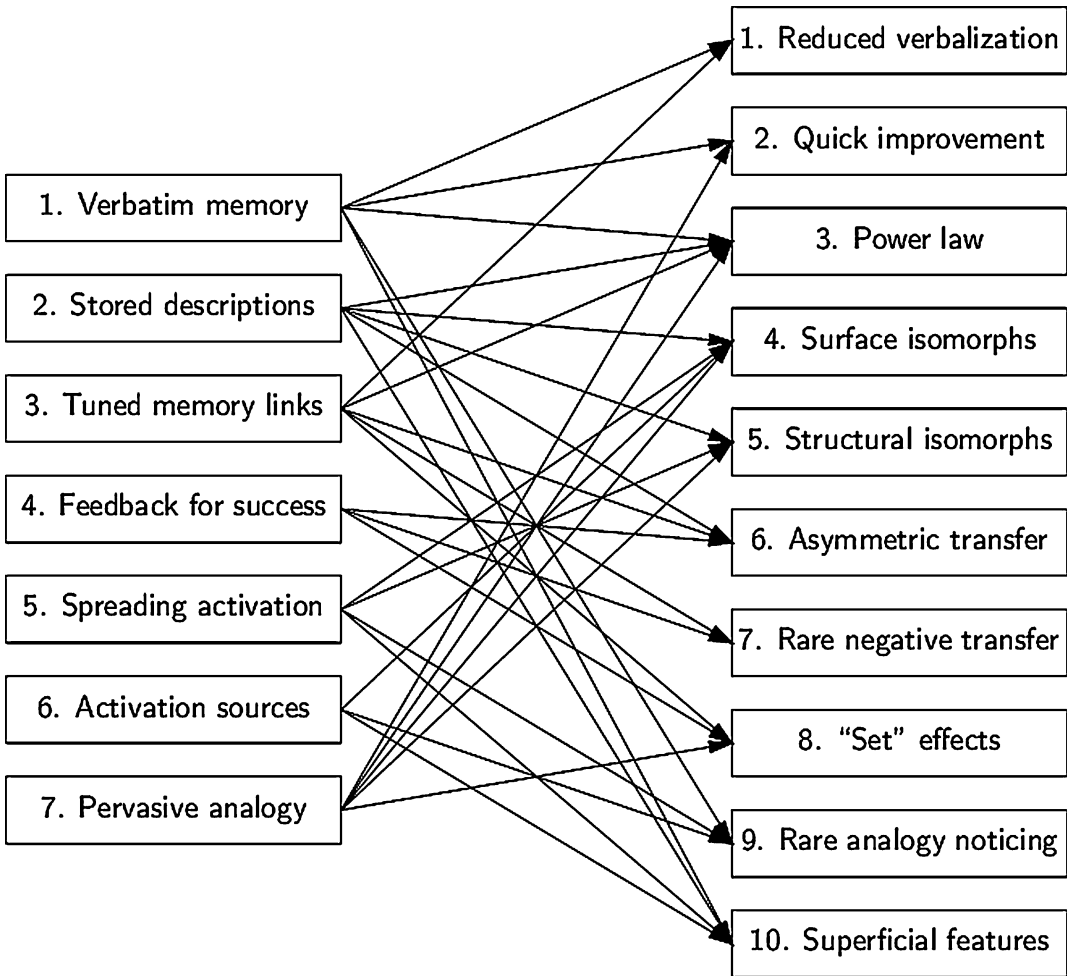 1. Verbatim memory
2. Stored descriptions
3. Tuned memory links
4. Feedback for success
5. Spreading activation
6. Activation sources
7. Pervasive analogy
1. Reduced verbalization
2. Quick improvement
3. Power law
4. Surface isomorphs
5. Structural isomorphs
6. Asymmetric transfer
7. Rare negative transfer
8. “Set” effects
9. Rare analogy noticing
10. Superficial features